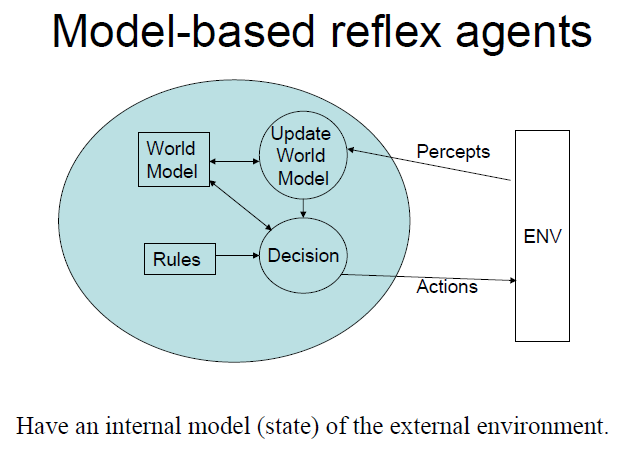 Model-based reflex agents
World
Model
Update
World
Model
Percepts
ENV
Rules
Decision
Actions
Have an internal model (state) of the external environment.